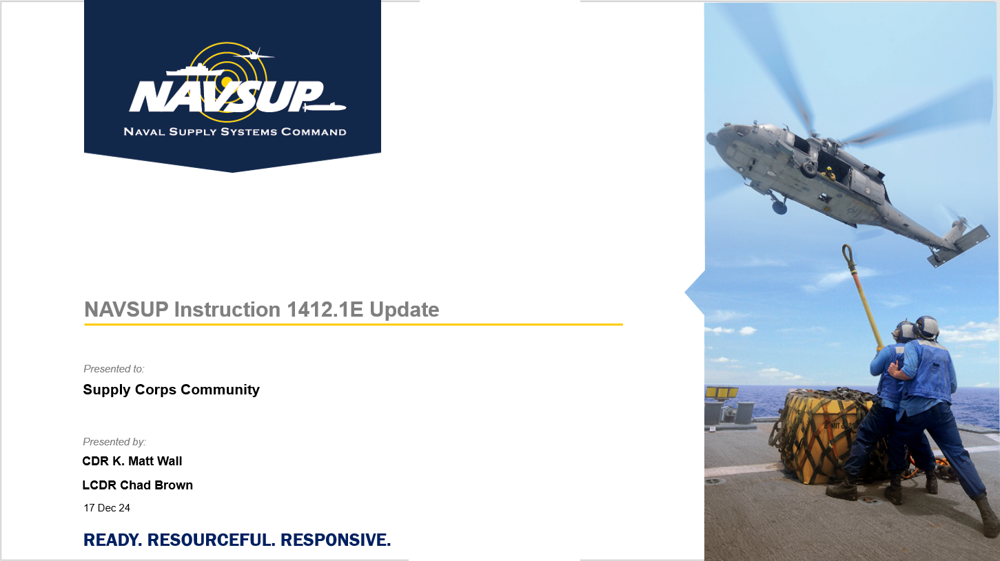 NAVSUP
NAVAL SUPPLY SYSTEMS COMMAND
NAVSUP Instruction 1412.1E Update
Presented to:
Supply Corps Community
Presented by:
CDR K. Matt Wall
LCDR Chad Brown
17 Dec 24
READY. RESOURCEFUL. RESPONSIVE.